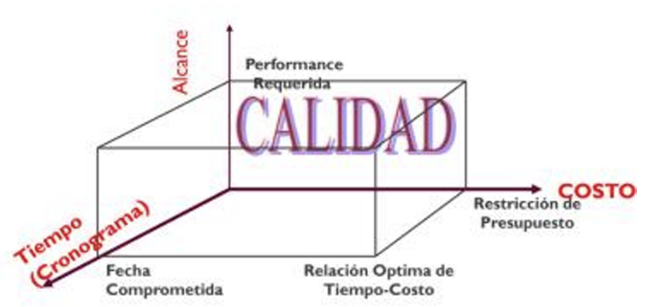 Alcance
Performance
Requerida
CALIDAD
COSTO
Restricción de
Presupuesto
Tiempo
(Cronograma)
Fecha
Comprometida
Relación Optima de
Tiempo-Costo